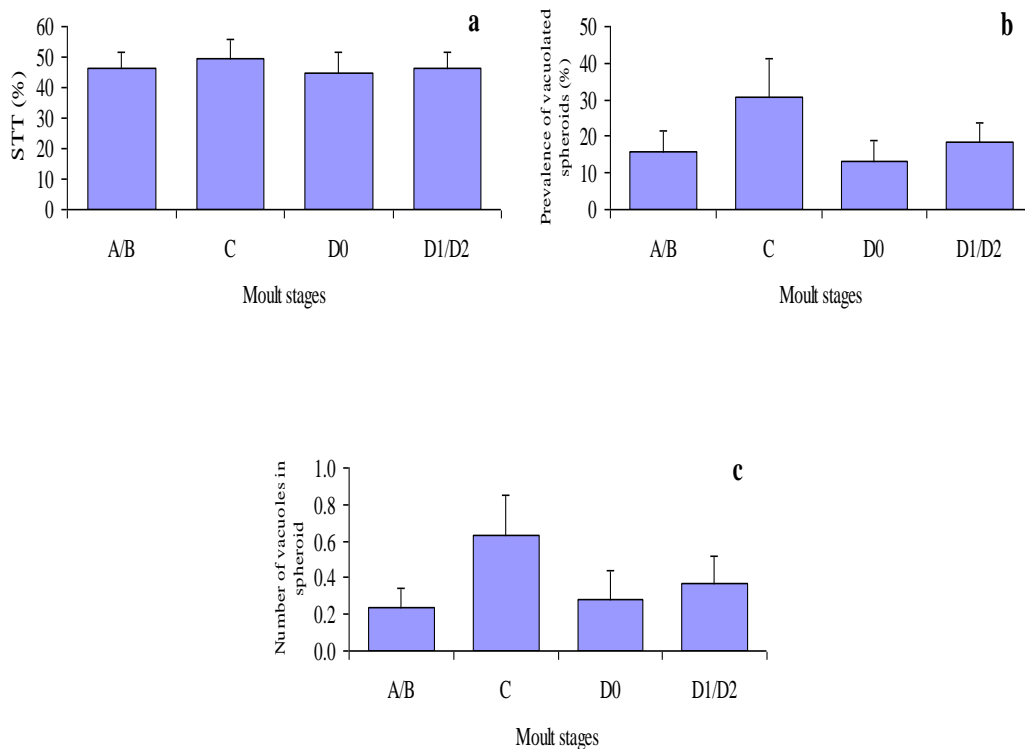 a
STT (%)
60
50
40
30
20
10
0
A/B C D0 D1/D2
Moult stages
b
Prevalence of vacuolated
spheroids (%)
50
40
30
20
10
0
A/B C D0 D1/D2
Moult stages
c
Number of vacuoles in
spheroid
1.0
0.8
0.6
0.4
0.2
0.0
A/B C D0 D1/D2
Moult stages